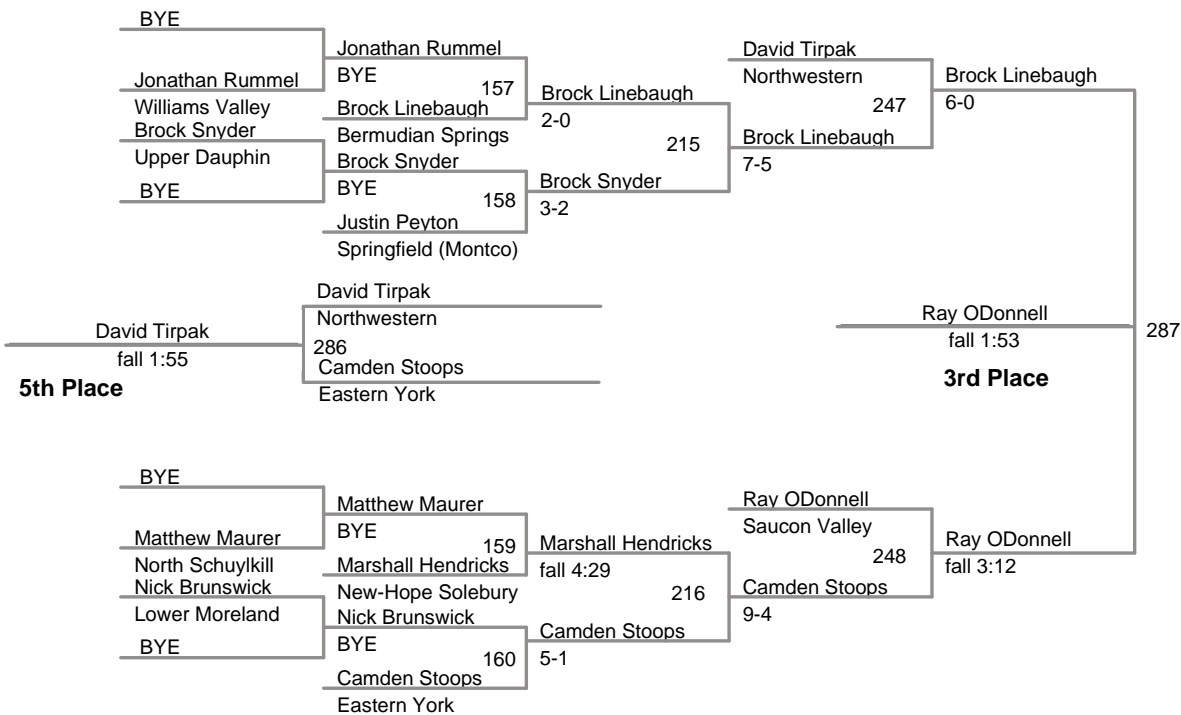 BYE
Jonathan Rummel
Williams Valley
Brock Snyder
Upper Dauphin
BYE
Jonathan Rummel
BYE
157
Brock Linebaugh
Bermudian Springs
Brock Snyder
BYE
158
Justin Peyton
Springfield (Montco)
Brock Linebaugh
2-0
215
Brock Snyder
3-2
David Tirpak
Northwestern
247
Brock Linebaugh
7-5
Brock Linebaugh
6-0
David Tirpak
Northwestern
286
Camden Stoops
Eastern York
David Tirpak
fall 1:55
5th Place
Ray ODonnell
fall 1:53
3rd Place
287
BYE
Matthew Maurer
North Schuylkill
Nick Brunswick
Lower Moreland
BYE
Matthew Maurer
BYE
159
Marshall Hendricks
New-Hope Solebury
Nick Brunswick
BYE
160
Camden Stoops
Eastern York
Marshall Hendricks
fall 4:29
216
Camden Stoops
5-1
Ray ODonnell
Saucon Valley
248
Camden Stoops
9-4
Ray ODonnell
fall 3:12